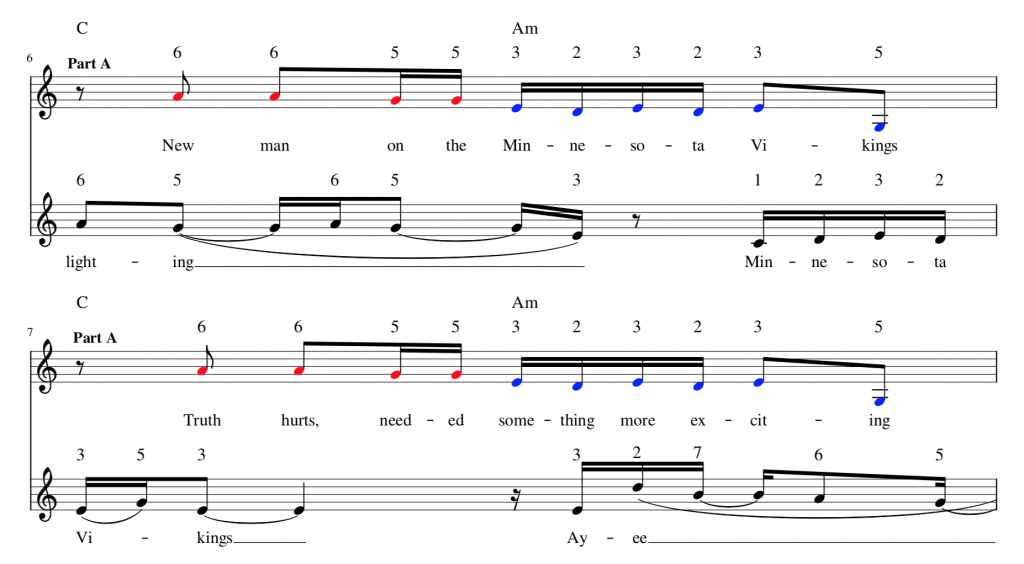 C Am
6 Part A 6 6 5 5 3 2 3 2 3 5
New man on the Min – ne – so – ta Vi – kings
6 5 6 5 3 1 2 3 2
light – ing Min – ne – so – ta
C Am
7 Part A 6 6 5 5 3 2 3 2 3 5
Truth hurts, need – ed some – thing more ex – cit – ing
3 5 3 3 2 7 6 5
Vi – kings Ay – ee